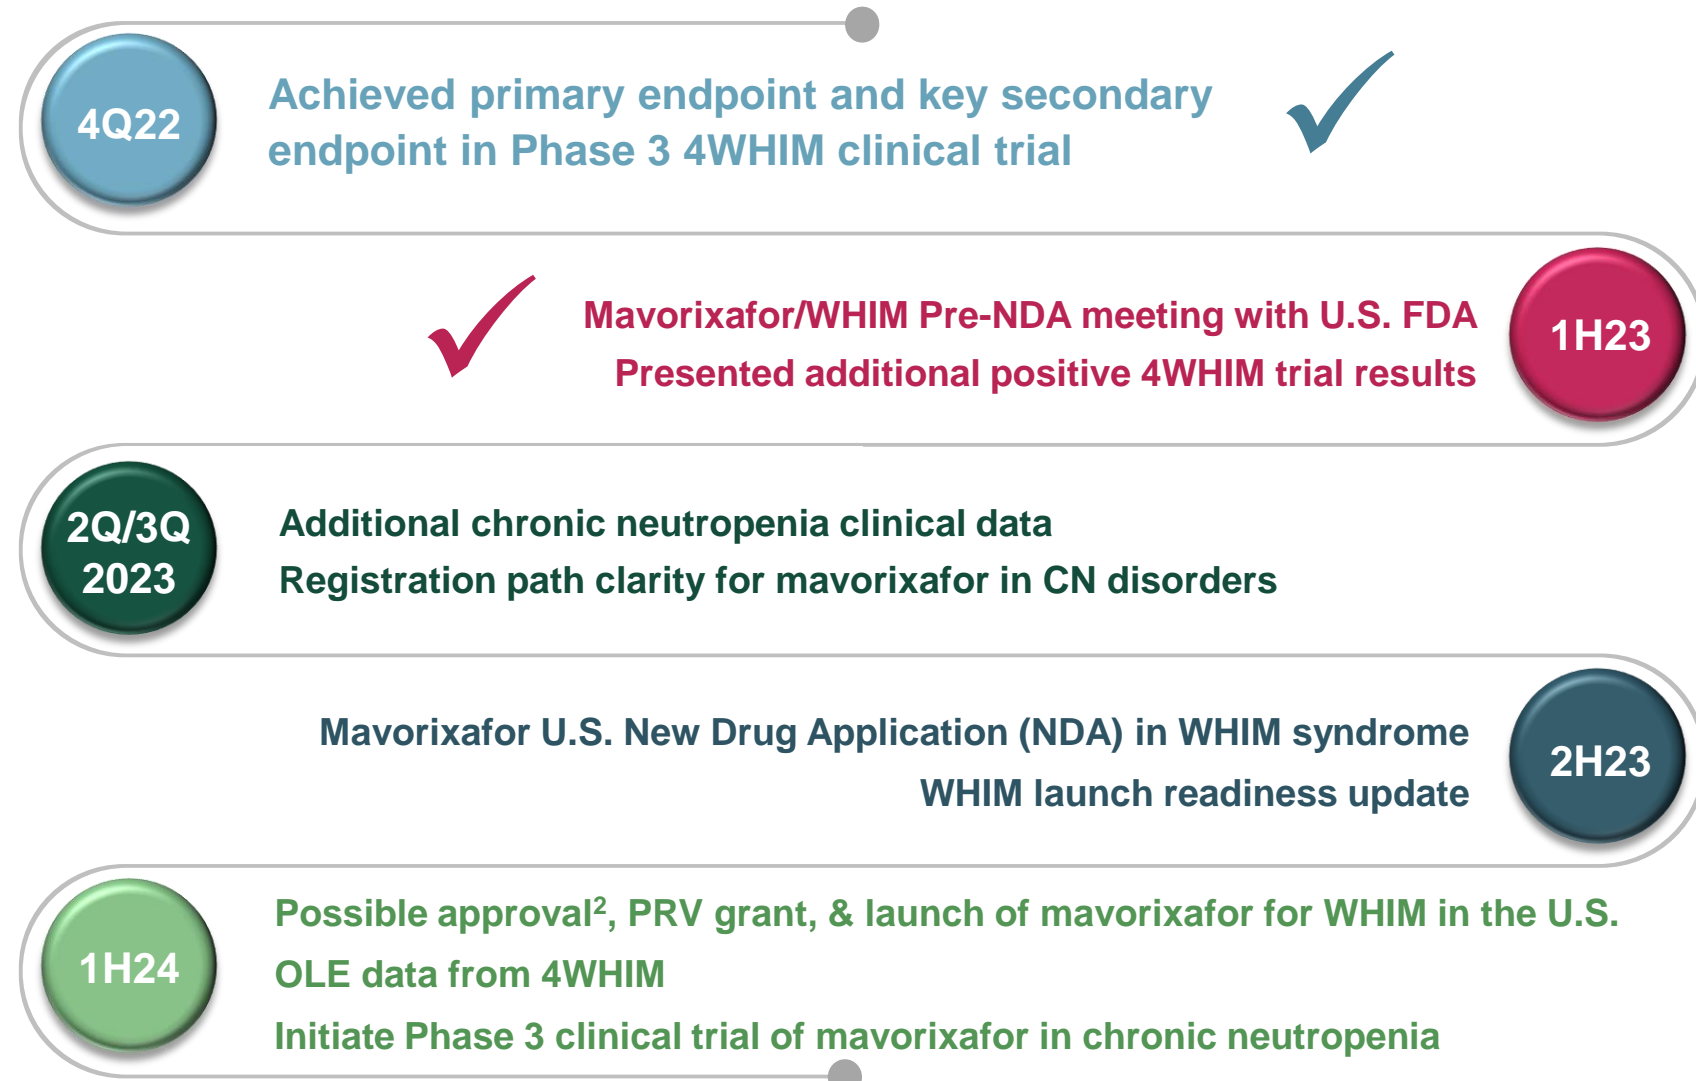 4Q22
Achieved primary endpoint and key secondary
endpoint in Phase 3 4WHIM clinical trial
Mavorixafor/WHIM Pre-NDA meeting with U.S. FDA
Presented additional positive 4WHIM trial results
1H23
2Q/3Q
2023
Additional chronic neutropenia clinical data
Registration path clarity for mavorixafor in CN disorders
Mavorixafor U.S. New Drug Application (NDA) in WHIM syndrome
WHIM launch readiness update
2H23
1H24
Possible approval², PRV grant, & launch of mavorixafor for WHIM in the U.S.
OLE data from 4WHIM
Initiate Phase 3 clinical trial of mavorixafor in chronic neutropenia